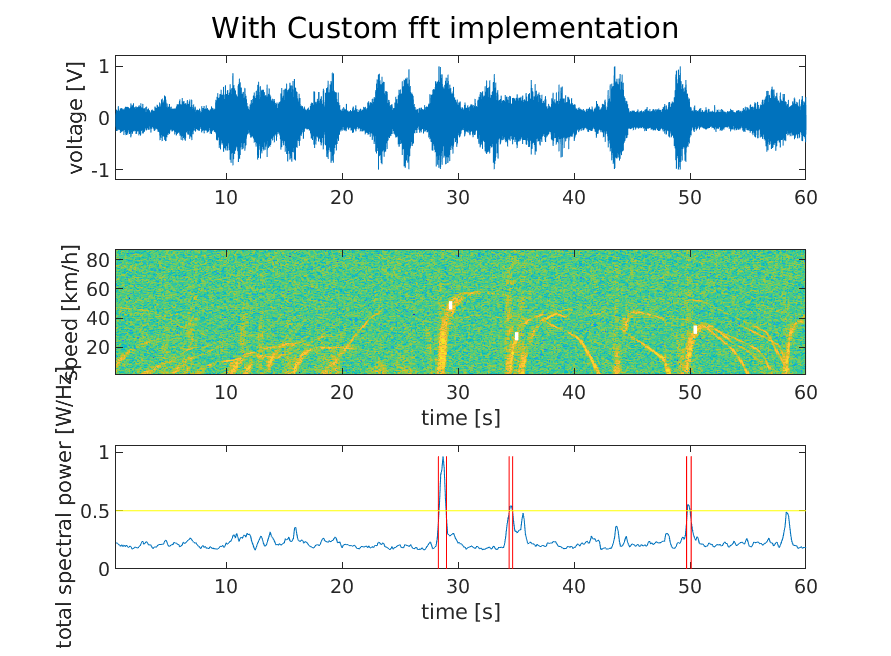 With Custom fft implementation
voltage [V]
1
0
-1
10 20 30 40 50 60
speed [km/h]
80
60
40
20
10 20 30 40 50 60
time [s]
total spectral power [W/Hz]
1
0.5
0
10 20 30 40 50 60
time [s]